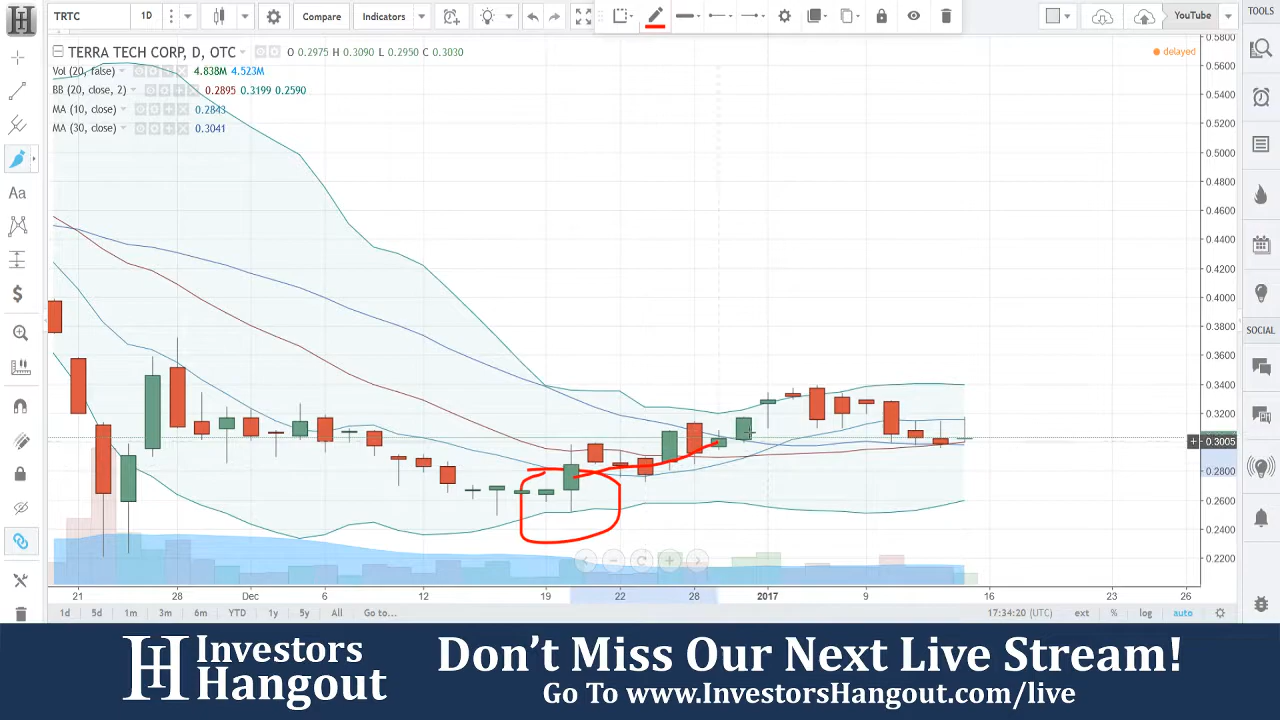 TRTC
1D
Compare
Indicators
YouTube
TOOLS
TERRA TECH CORP, D, OTC
O 0.2975 H 0.3090 L 0.2950 C 0.3030
delayed
Vol (20, false)
4.838M 4.523M
BB (20, close, 2)
0.2895 0.3199 0.2590
MA (10, close)
0.2843
MA (30, close)
0.3041
0.5800
0.5600
0.5400
0.5200
0.5000
0.4800
0.4600
0.4400
0.4200
0.4000
0.3800
0.3600
0.3400
0.3200
0.3005
0.2800
0.2600
0.2400
0.2200
Aa
$
SOCIAL
21
28
Dec
6
12
19
22
28
2017
9
16
23
26
1d
5d
1m
3m
6m
YTD
1y
5y
All
Go to...
17:34:20 (UTC)
ext
%
log
auto
Investors
Hangout
Don't Miss Our Next Live Stream!
Go To www.InvestorsHangout.com/live